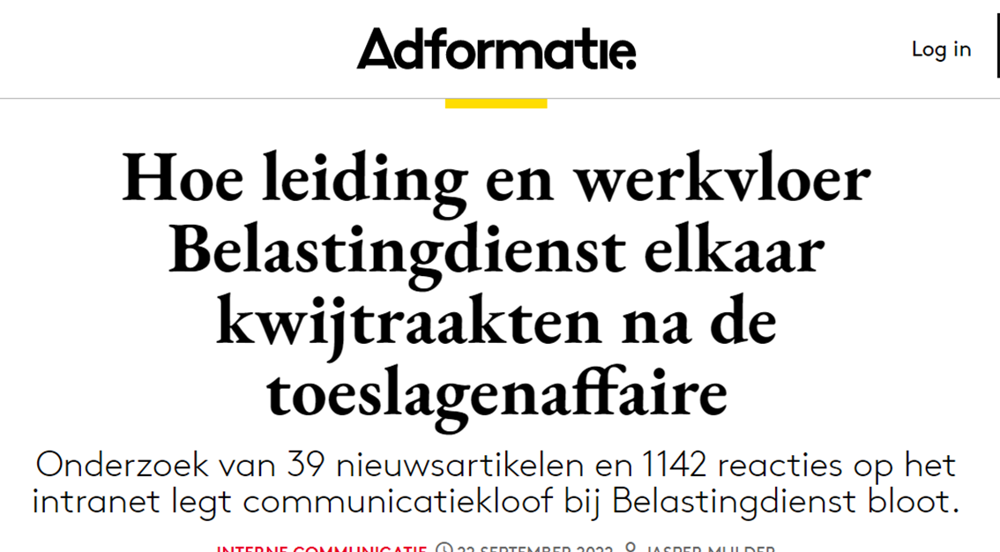 Adformatie
Log in
Hoe leiding en werkvloer
Belastingdienst elkaar
kwijtraakten na de
toeslagenaffaire
Onderzoek van 39 nieuwsartikelen en 1142 reacties op het
intranet legt communicatiekloof bij Belastingdienst bloot.
INTERNE COMMUNICATIE 22 SEPTEMBER 2022 JASPER MULDER